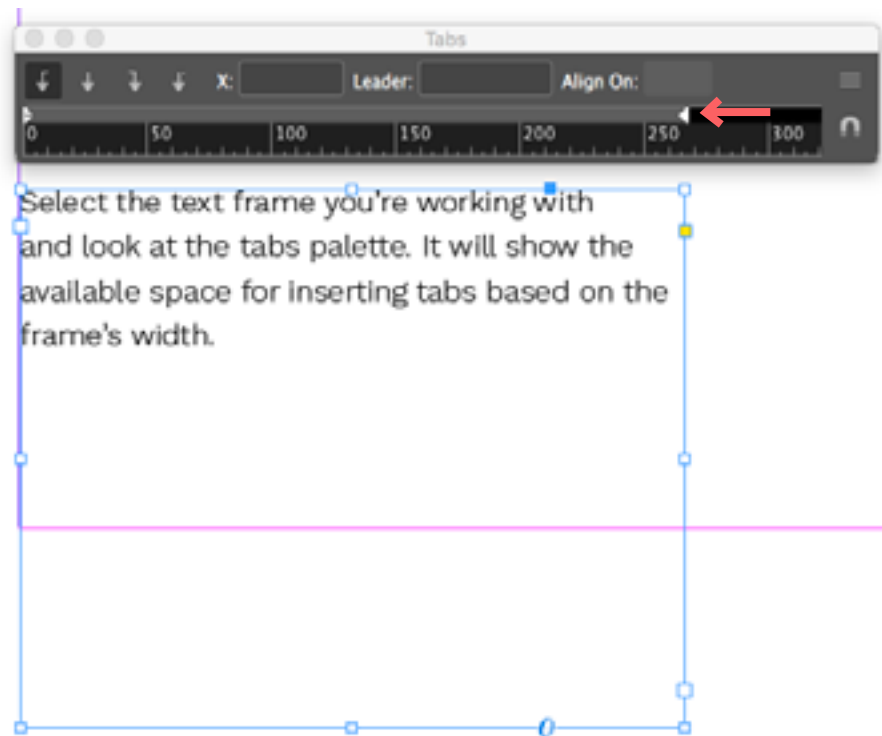 Tabs
X: Leader: Align On:
0 50 100 150 200 250 300
Select the text frame you're working with
and look at the tabs palette. It will show the
available space for inserting tabs based on the
frame's width.